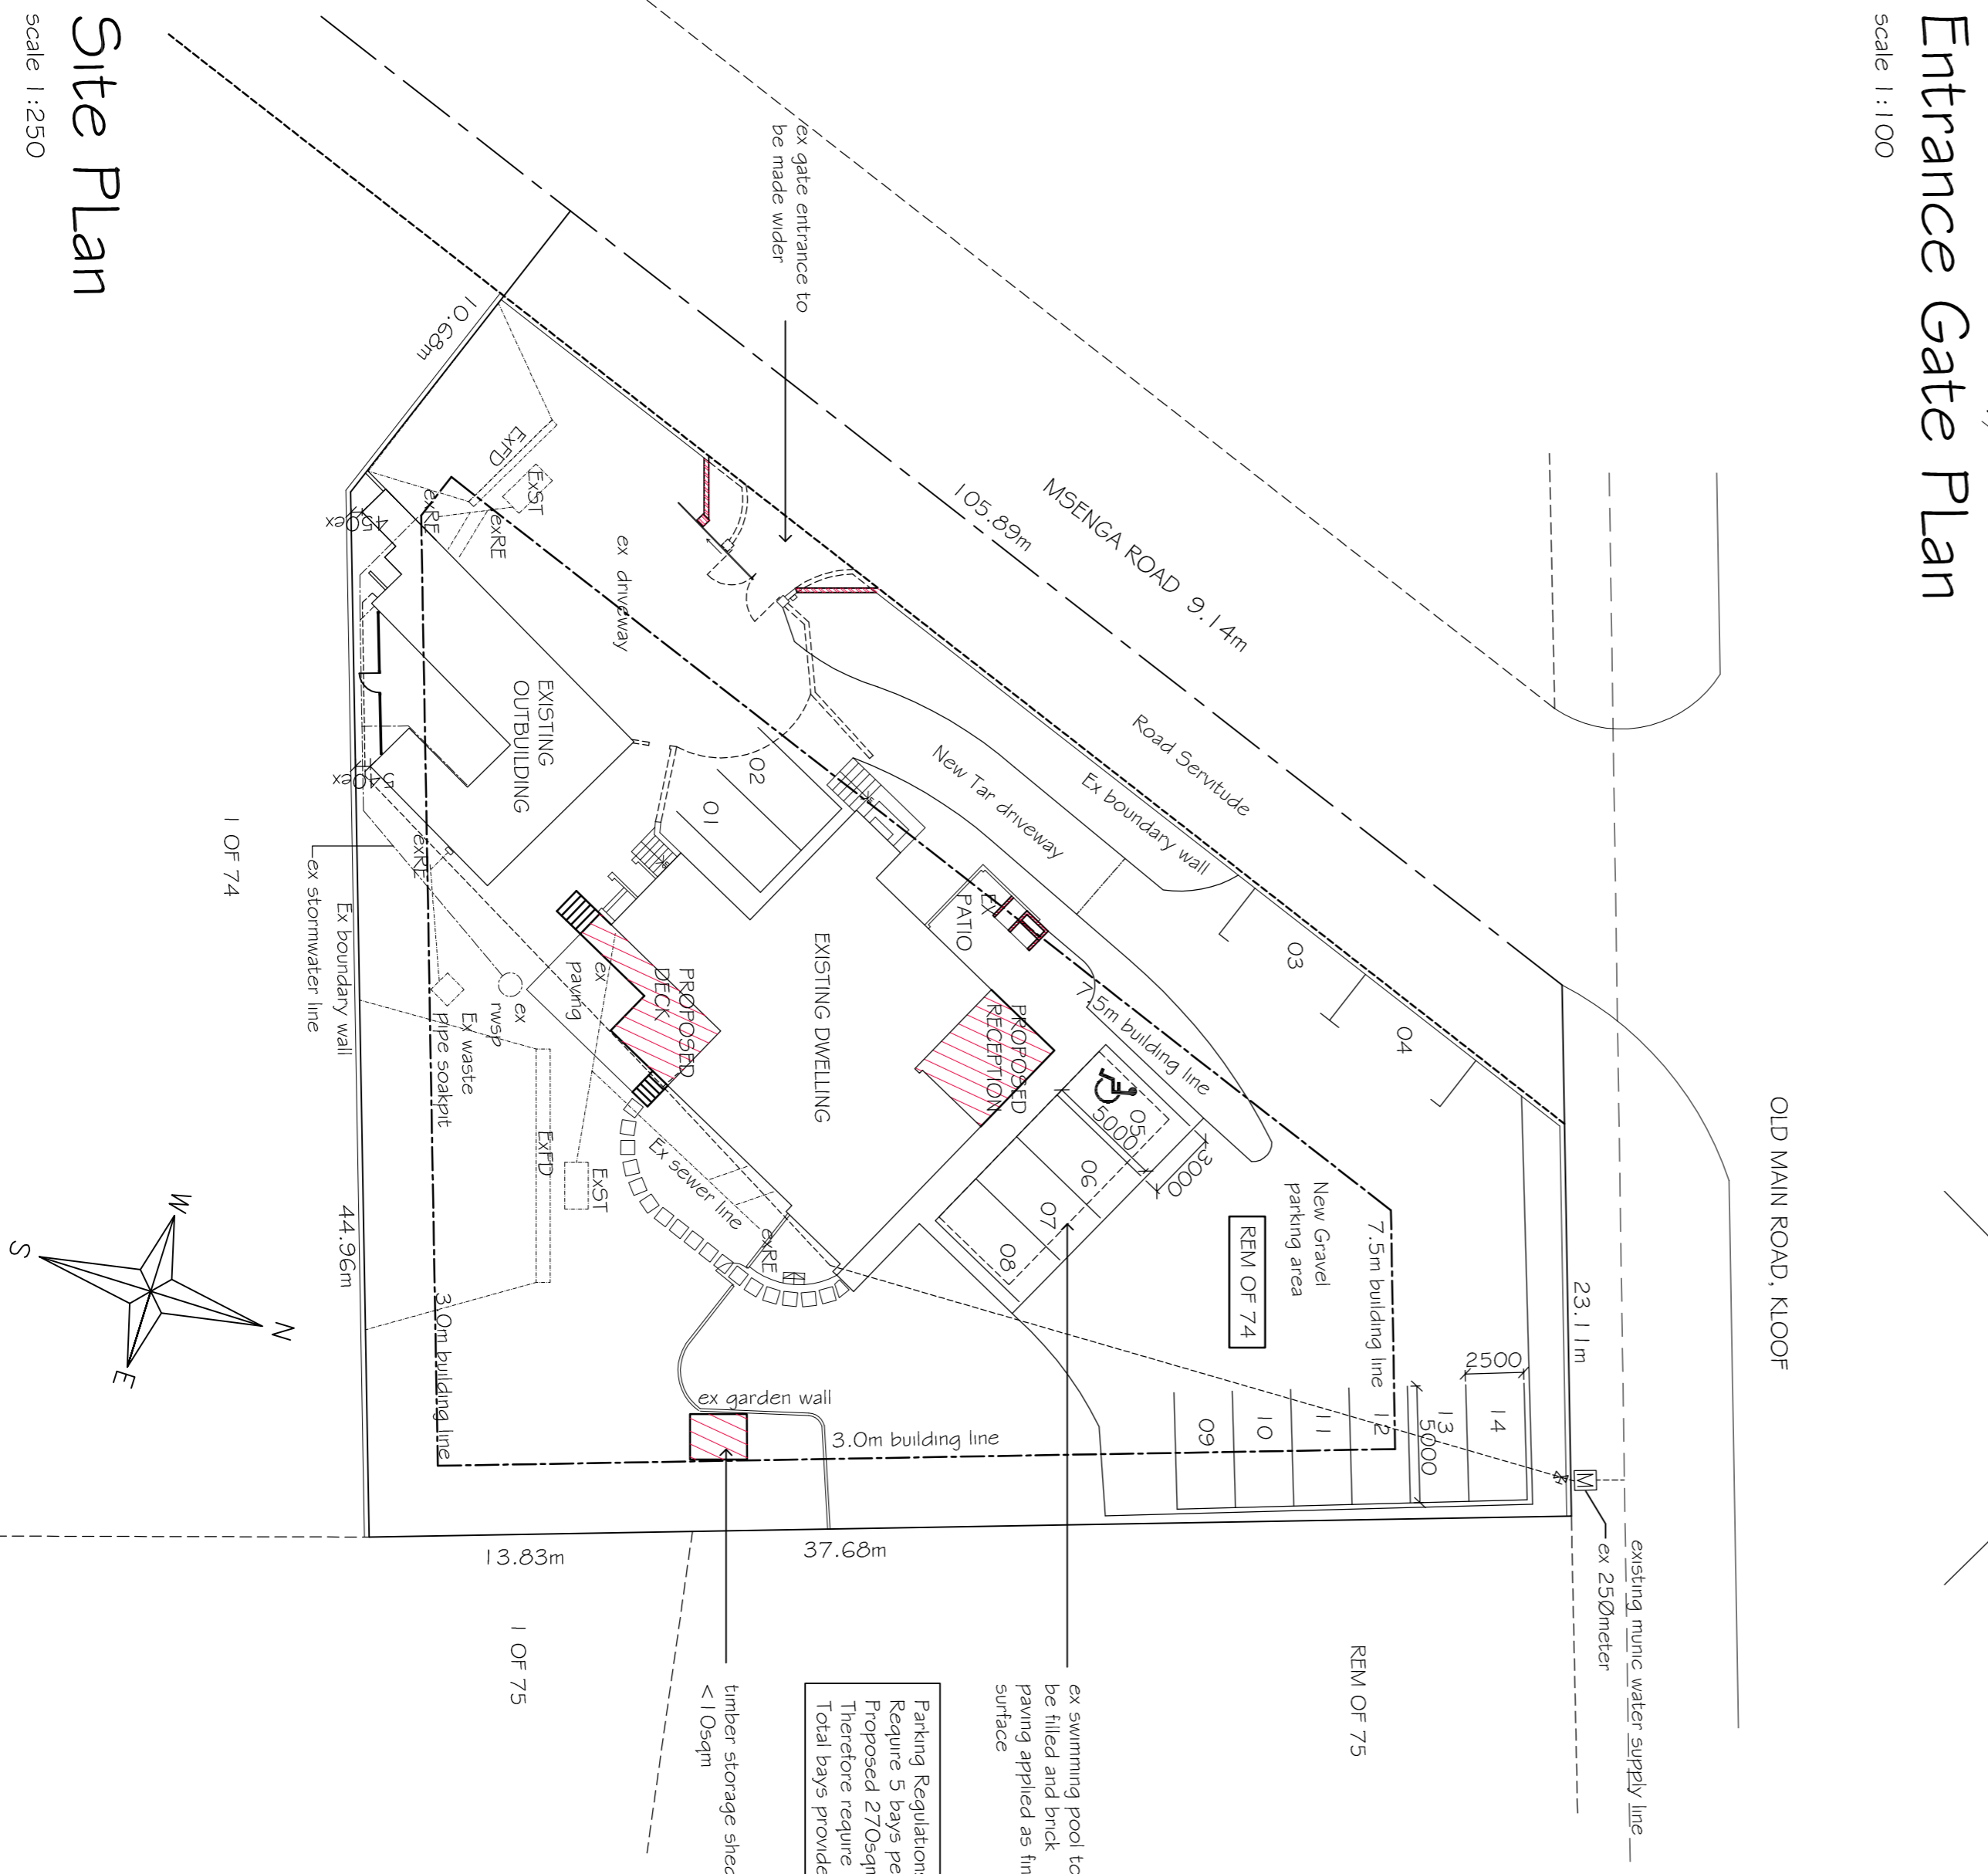 Entrance Gate PLan
scale 1:100
OLD MAIN ROAD, KLOOF
existing munic water supply line
ex 25Ømeter
M
23.11m
MSENGA ROAD 9.14m
105.89m
Road Servitude
Ex boundary wall
New Tar driveway
ex gate entrance to
be made wider
03
04
2500
14
13
5000
12
11
10
09
7.5m building line
7.5m building line
New Gravel
parking area
REM OF 74
REM OF 75
3000
5000
05
06
07
08
PROPOSED
RECEPTION
EX
PATIO
EXISTING DWELLING
02
01
ex driveway
EXISTING
OUTBUILDING
PROPOSED
DECK
ex
paving
ex
rwsp
Ex waste
pipe soakpit
ExST
ExFD
Ex sewer line
exRE
ExFD
ExST
exRE
exRE
exRE
450ex
540ex
10.68m
ex garden wall
3.0m building line
3.0m building line
Ex boundary wall
ex stormwater line
1 OF 74
44.96m
13.83m
37.68m
1 OF 75
ex swimming pool to
be filled and brick
paving applied as fin
surface
Parking Regulations
Require 5 bays pe
Proposed 270sqm
Therefore require
Total bays provide
timber storage shed
<10sqm
N
E
S
W
Site PLan
scale 1:250